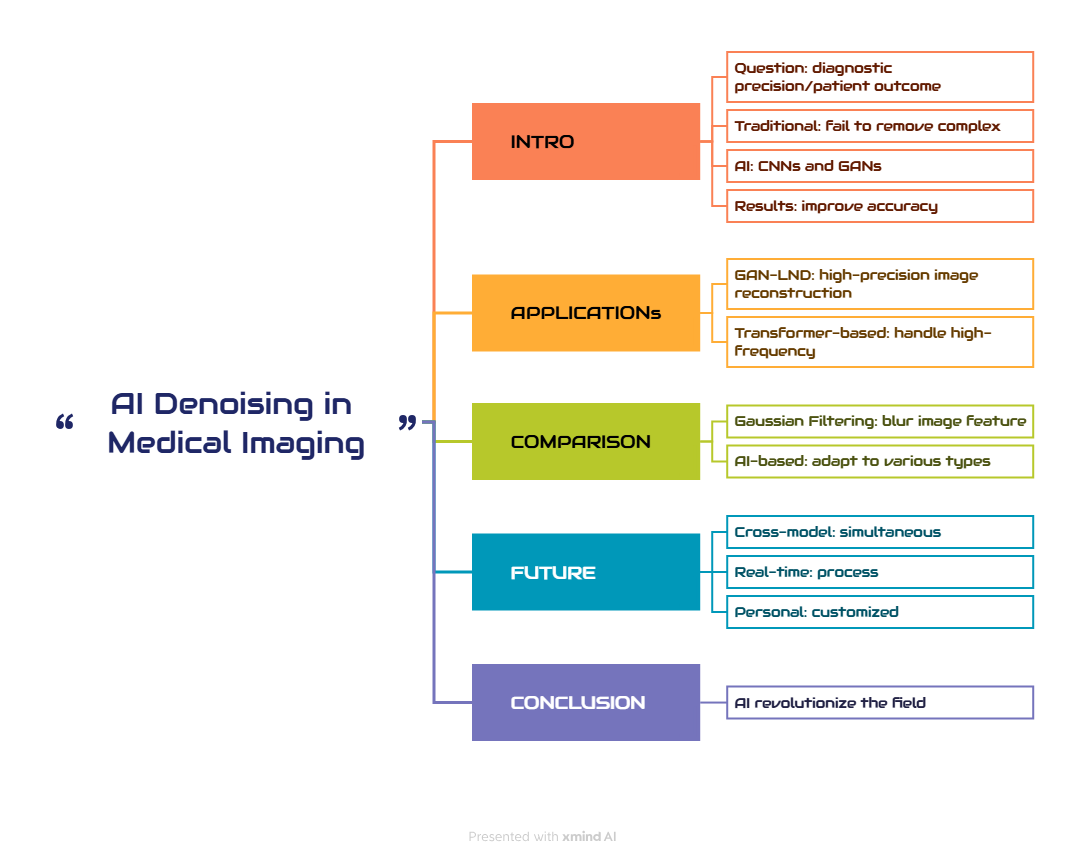 “ AI Denoising in
Medical Imaging ”
INTRO
Question: diagnostic
precision/patient outcome
Traditional: fail to remove complex
AI: CNNs and GANs
Results: improve accuracy
APPLICATIONs
GAN-LND: high-precision image
reconstruction
Transformer-based: handle high-
frequency
COMPARISON
Gaussian Filtering: blur image feature
AI-based: adapt to various types
FUTURE
Cross-model: simultaneous
Real-time: process
Personal: customized
CONCLUSION
AI revolutionize the field
Presented with xmind AI